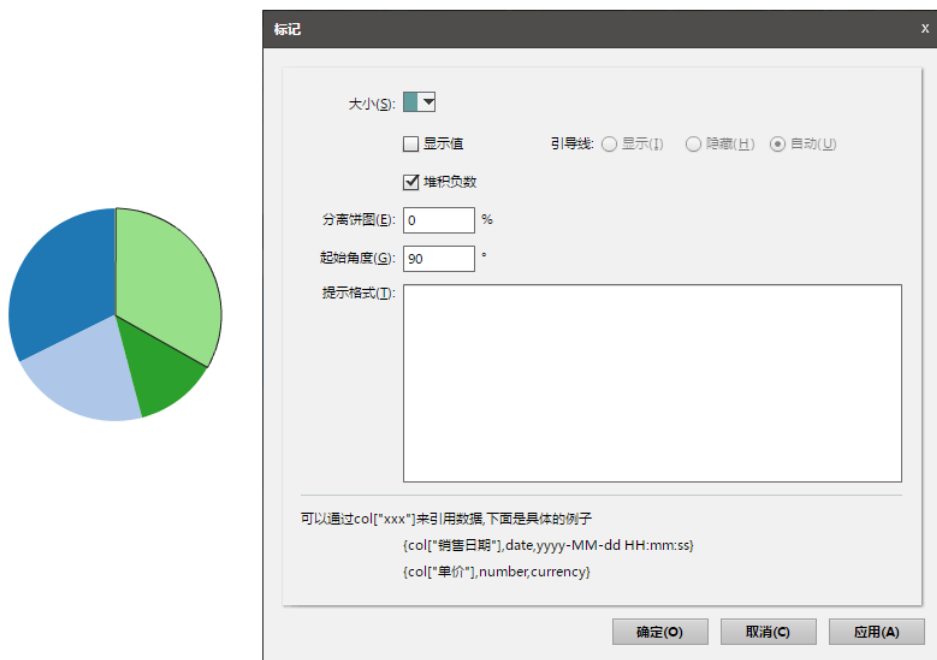 标记 x
大小(S):
显示值 引导线: 显示(I) 隐藏(H) 自动(U)
堆积负数
分离饼图(E): 0 %
起始角度(G): 90 °
提示格式(T):
可以通过col["xxx"]来引用数据,下面是具体的例子
{col["销售日期"],date,yyyy-MM-dd HH:mm:ss}
{col["单价"],number,currency}
确定(O) 取消(C) 应用(A)